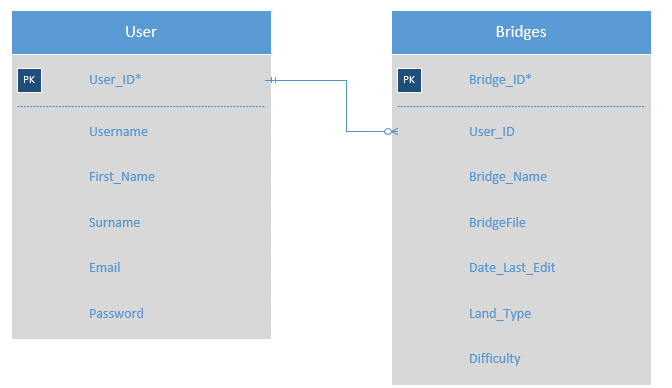 User
PK
User_ID*
Username
First_Name
Surname
Email
Password
Bridges
PK
Bridge_ID*
User_ID
Bridge_Name
BridgeFile
Date_Last_Edit
Land_Type
Difficulty